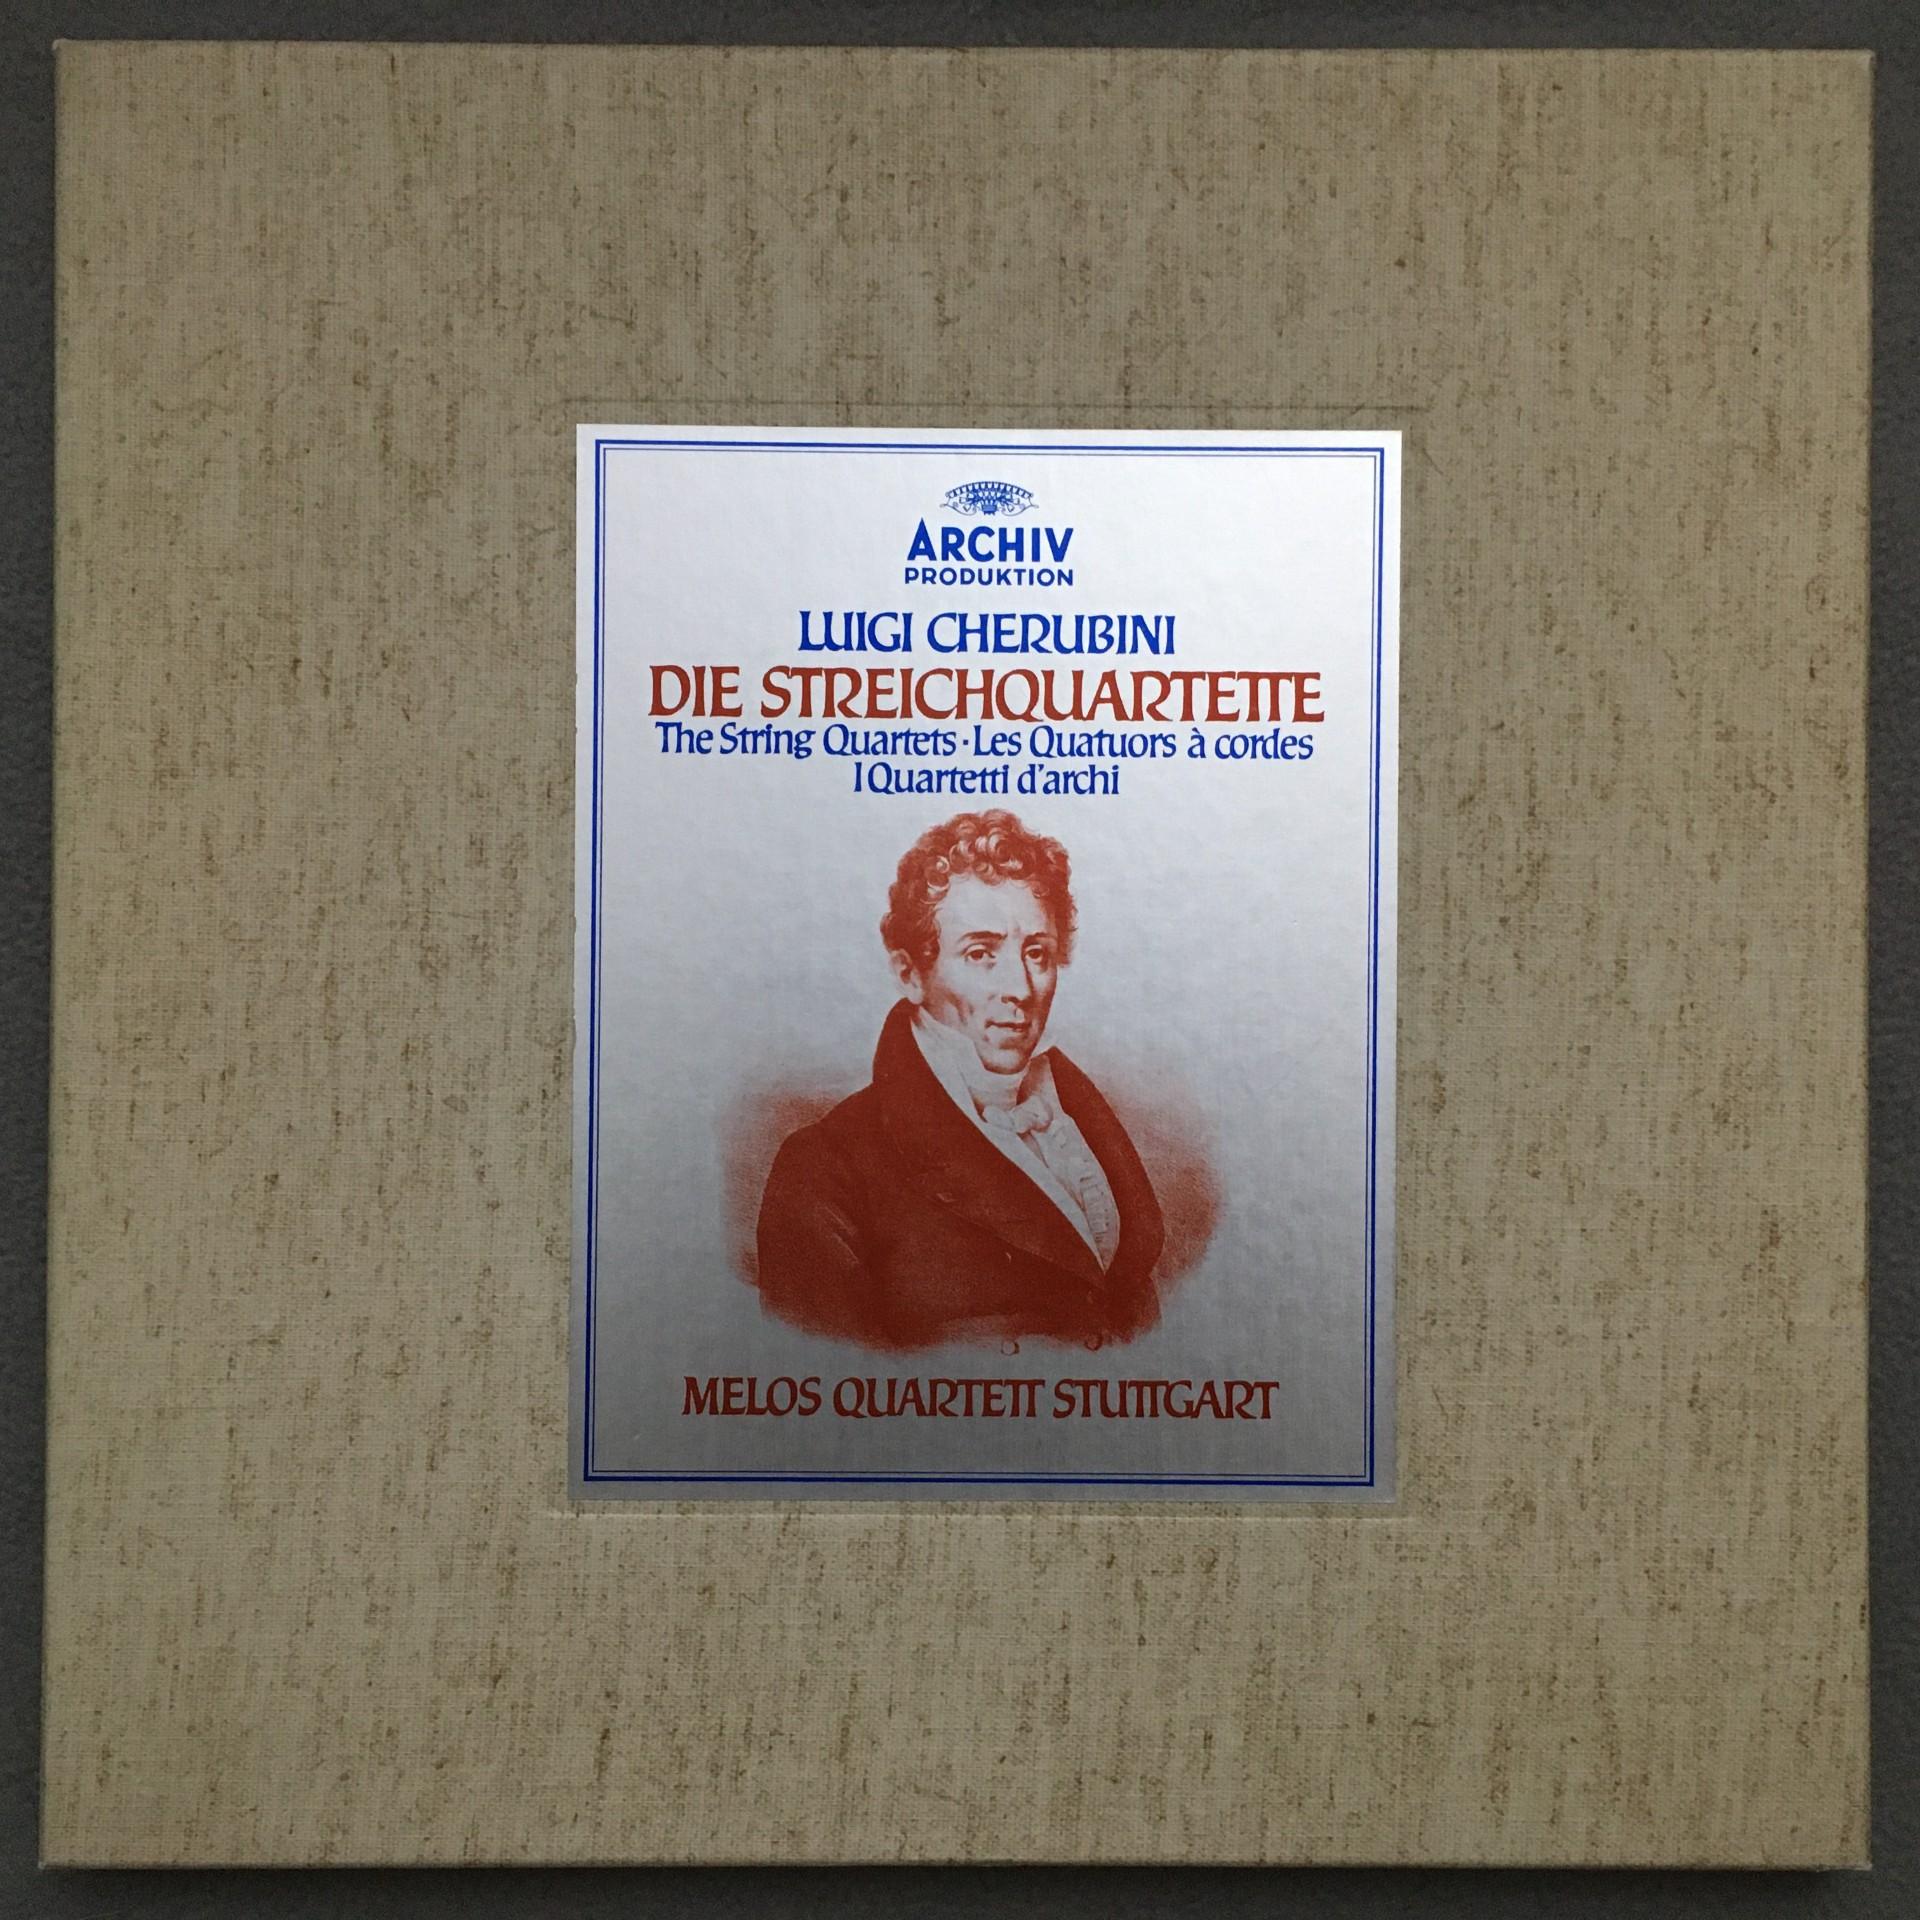 ARCHIV
PRODUKTION
LUIGI CHERUBINI
DIE STREICHQUARTETTE
The String Quartets · Les Quatuors à cordes
I Quartetti d'archi
MELOS QUARTETT STUTTGART